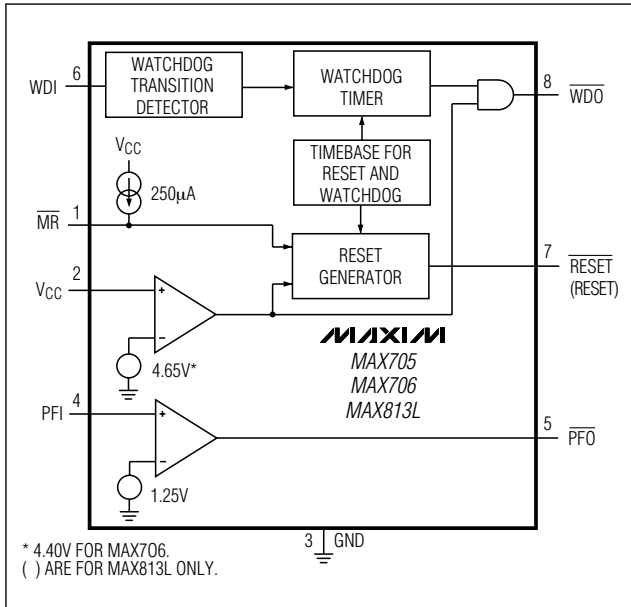 WDI
6
WATCHDOG
TRANSITION
DETECTOR
WATCHDOG
TIMER
8
WDO
TIMEBASE FOR
RESET AND
WATCHDOG
VCC
250µA
MR
1
RESET
GENERATOR
7
RESET
(RESET)
VCC
2
+
−
4.65V*
MAXIM
MAX705
MAX706
MAX813L
PFI
4
+
−
1.25V
5
PFO
3
GND
* 4.40V FOR MAX706.
( ) ARE FOR MAX813L ONLY.